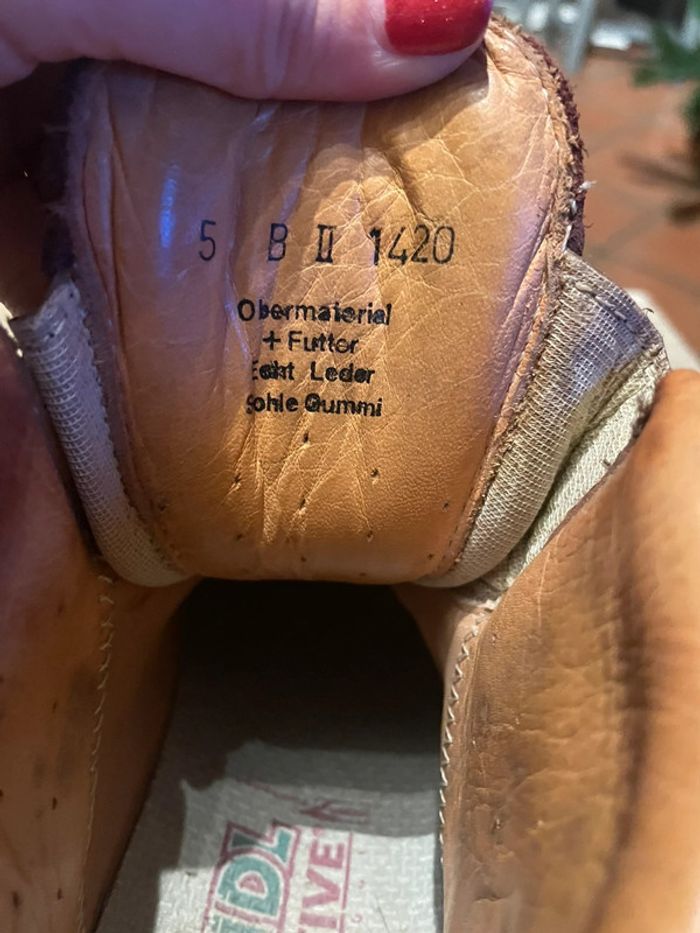 5 B II 1420
Obermaterial
+ Futter
Echt Leder
Sohle Gummi